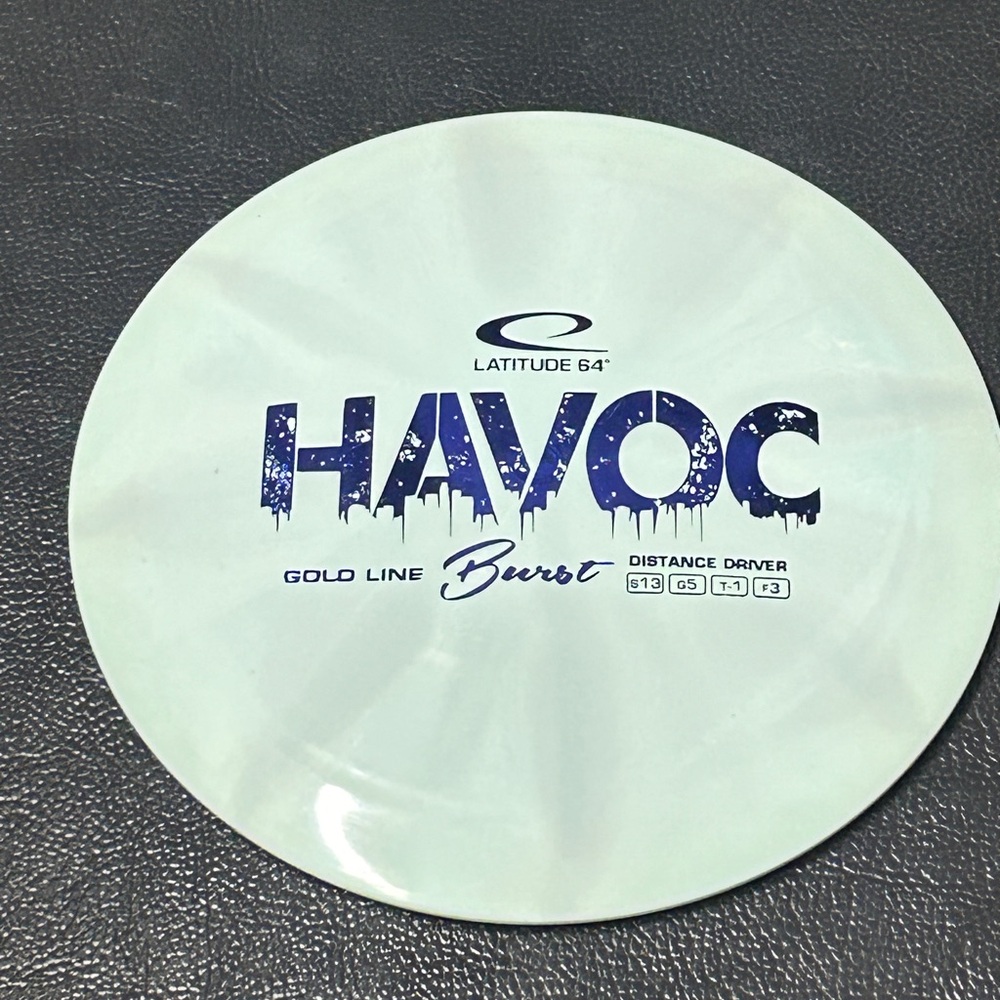 LATITUDE 64°
HAVOC
GOLD LINE Burst DISTANCE DRIVER
S13 G5 T-1 F3